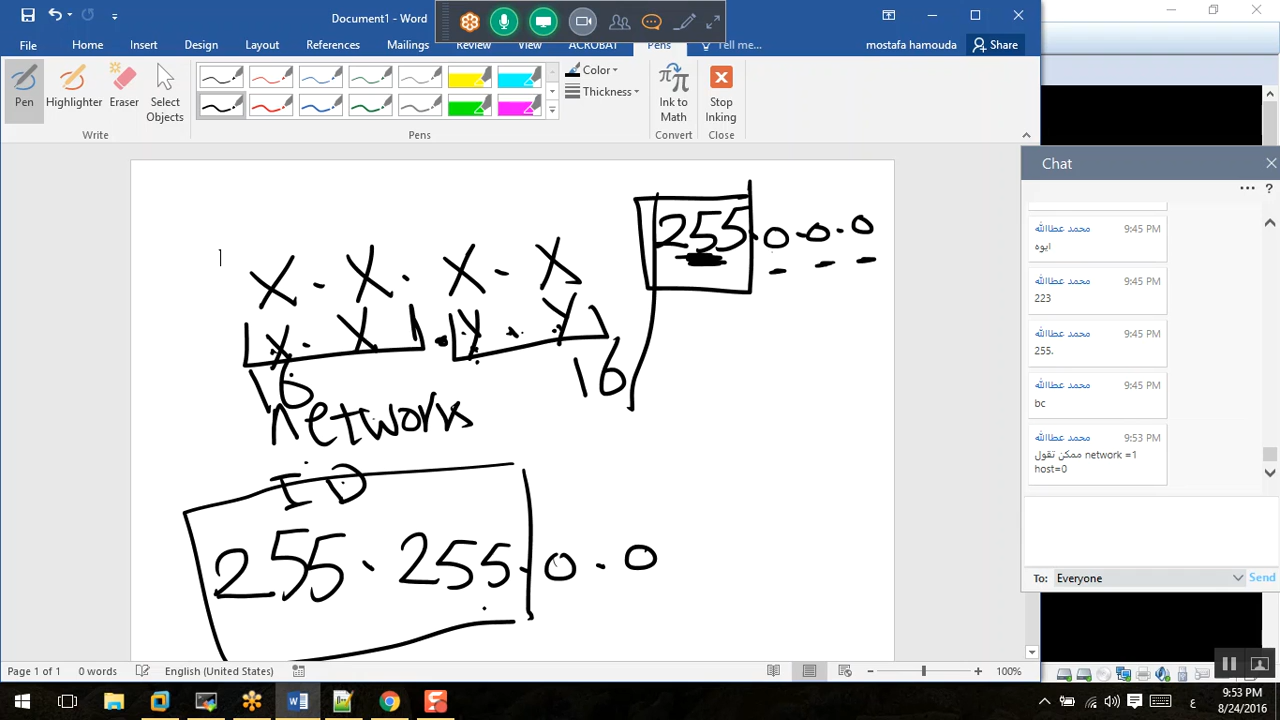 Document1 - Word
File
Home
Insert
Design
Layout
References
Mailings
Review
View
ACROBAT
Pens
Tell me...
mostafa hamouda
Share
Pen
Highlighter
Eraser
Select Objects
Write
Pens
Color
Thickness
Ink to Math
Convert
Stop Inking
Close
255.0.0.0
X . X . X . X
X . X . Y . Y
16
16
network
ID
255.255.0.0
Chat
محمد عطاالله 9:45 PM
ايوه
محمد عطاالله 9:45 PM
223
محمد عطاالله 9:45 PM
255.
محمد عطاالله 9:45 PM
bc
محمد عطاالله 9:53 PM
ممكن تقول network =1
host=0
To: Everyone
Send
Page 1 of 1
0 words
English (United States)
100%
ع
9:53 PM
8/24/2016